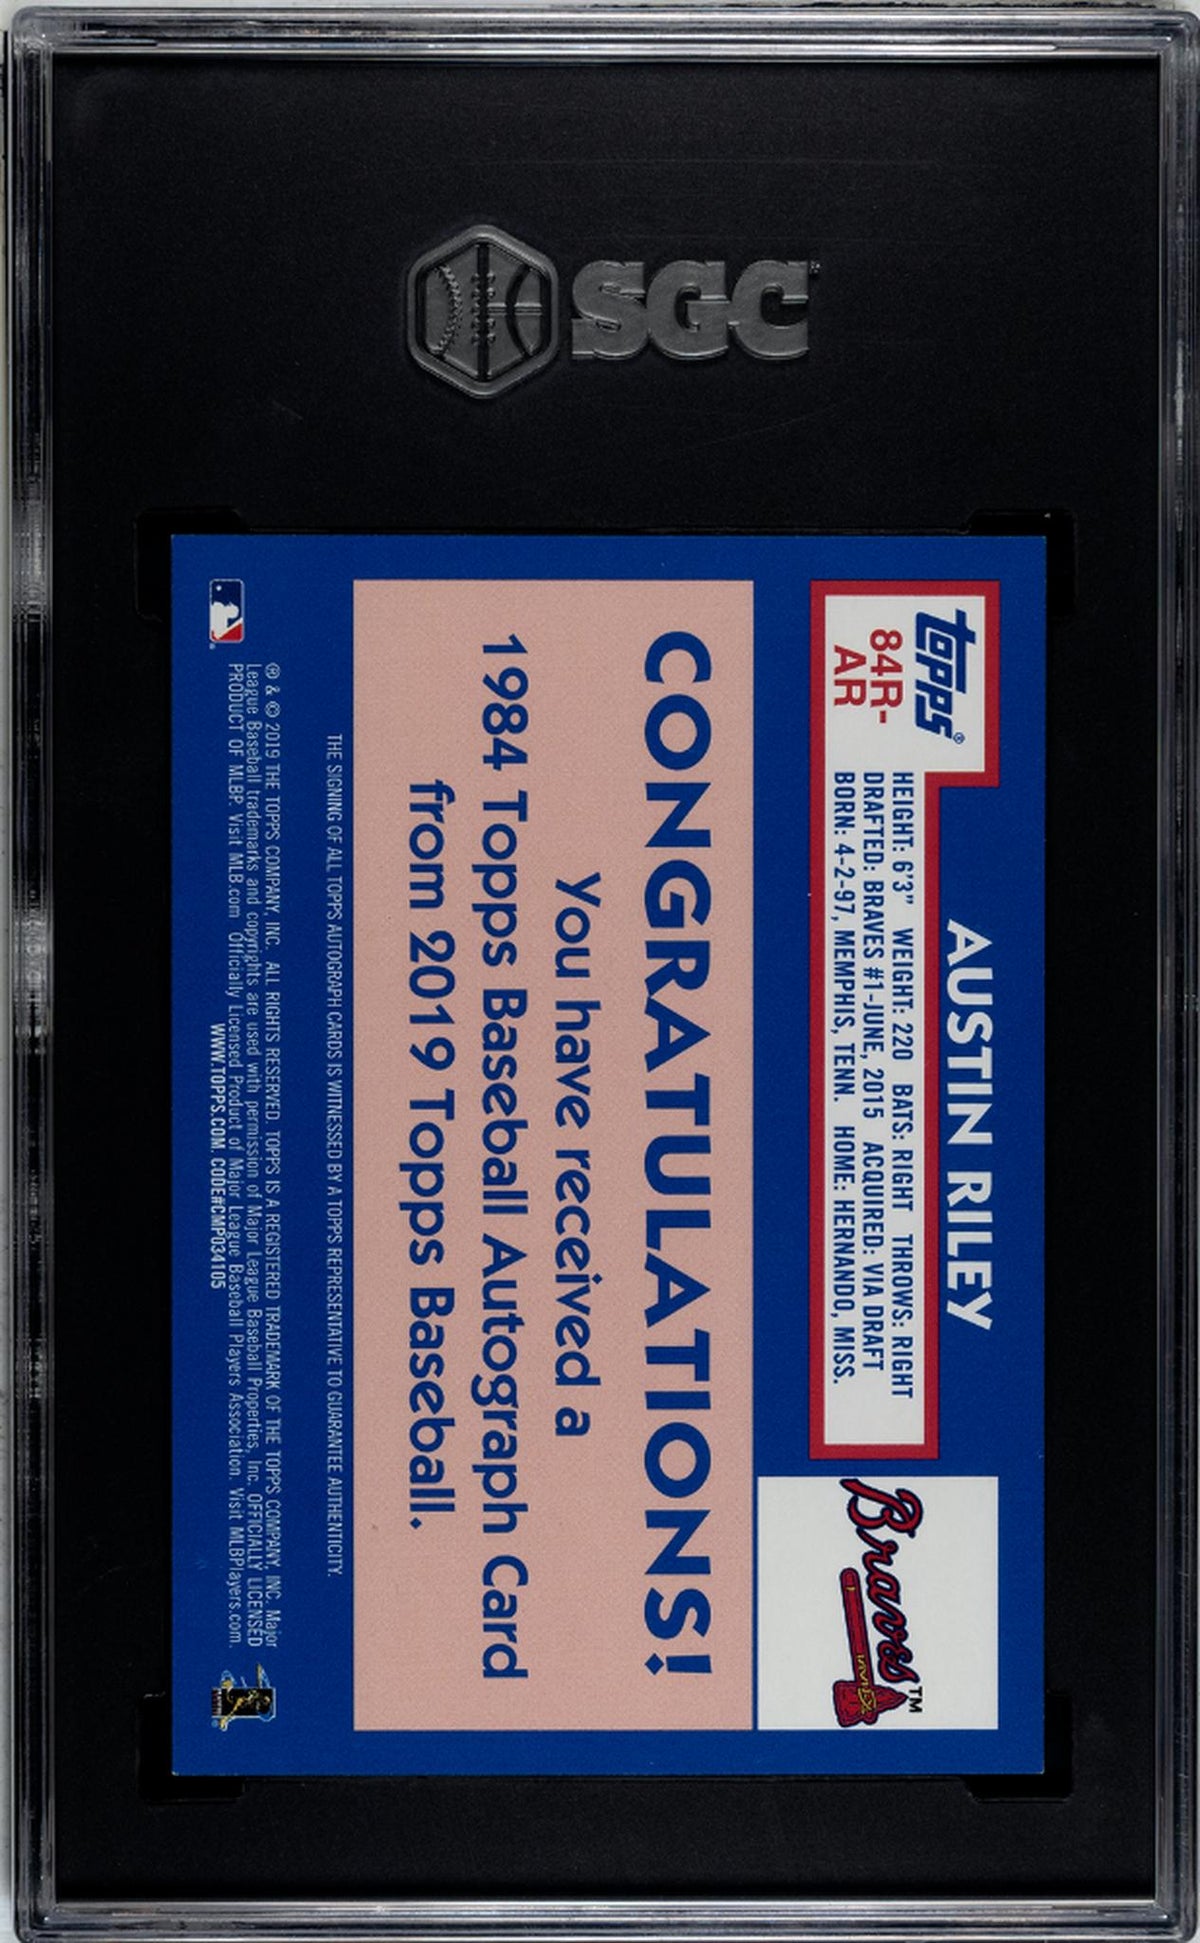 SGC
topps®
84R-
AR
AUSTIN RILEY
HEIGHT: 6'3" WEIGHT: 220 BATS: RIGHT THROWS: RIGHT
DRAFTED: BRAVES #1-JUNE, 2015 ACQUIRED: VIA DRAFT
BORN: 4-2-97, MEMPHIS, TENN. HOME: HERNANDO, MISS.
Braves™
CONGRATULATIONS!
You have received a
1984 Topps Baseball Autograph Card
from 2019 Topps Baseball.
THE SIGNING OF ALL TOPPS AUTOGRAPH CARDS IS WITNESSED BY A TOPPS REPRESENTATIVE TO GUARANTEE AUTHENTICITY.
® & © 2019 THE TOPPS COMPANY, INC. ALL RIGHTS RESERVED. TOPPS IS A REGISTERED TRADEMARK OF THE TOPPS COMPANY, INC. Major
League Baseball trademarks and copyrights are used with permission of Major League Baseball Properties, Inc. OFFICIALLY LICENSED
PRODUCT OF MLBP. Visit MLB.com Officially Licensed Product of Major League Baseball Players Association. Visit MLBPlayers.com.
WWW.TOPPS.COM. CODE#CMP034105